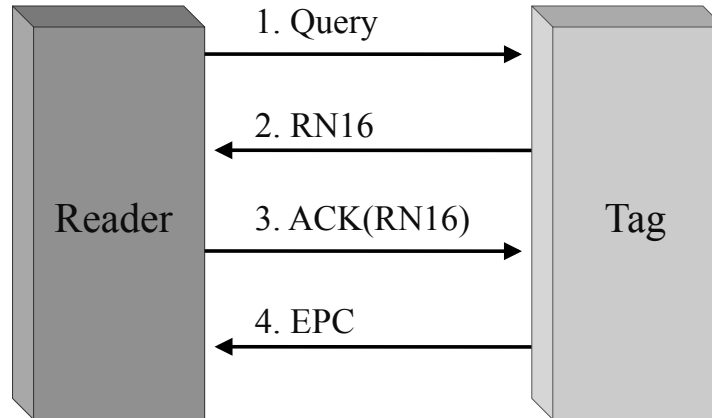 1. Query
2. RN16
Reader
3. ACK(RN16)
Tag
4. EPC